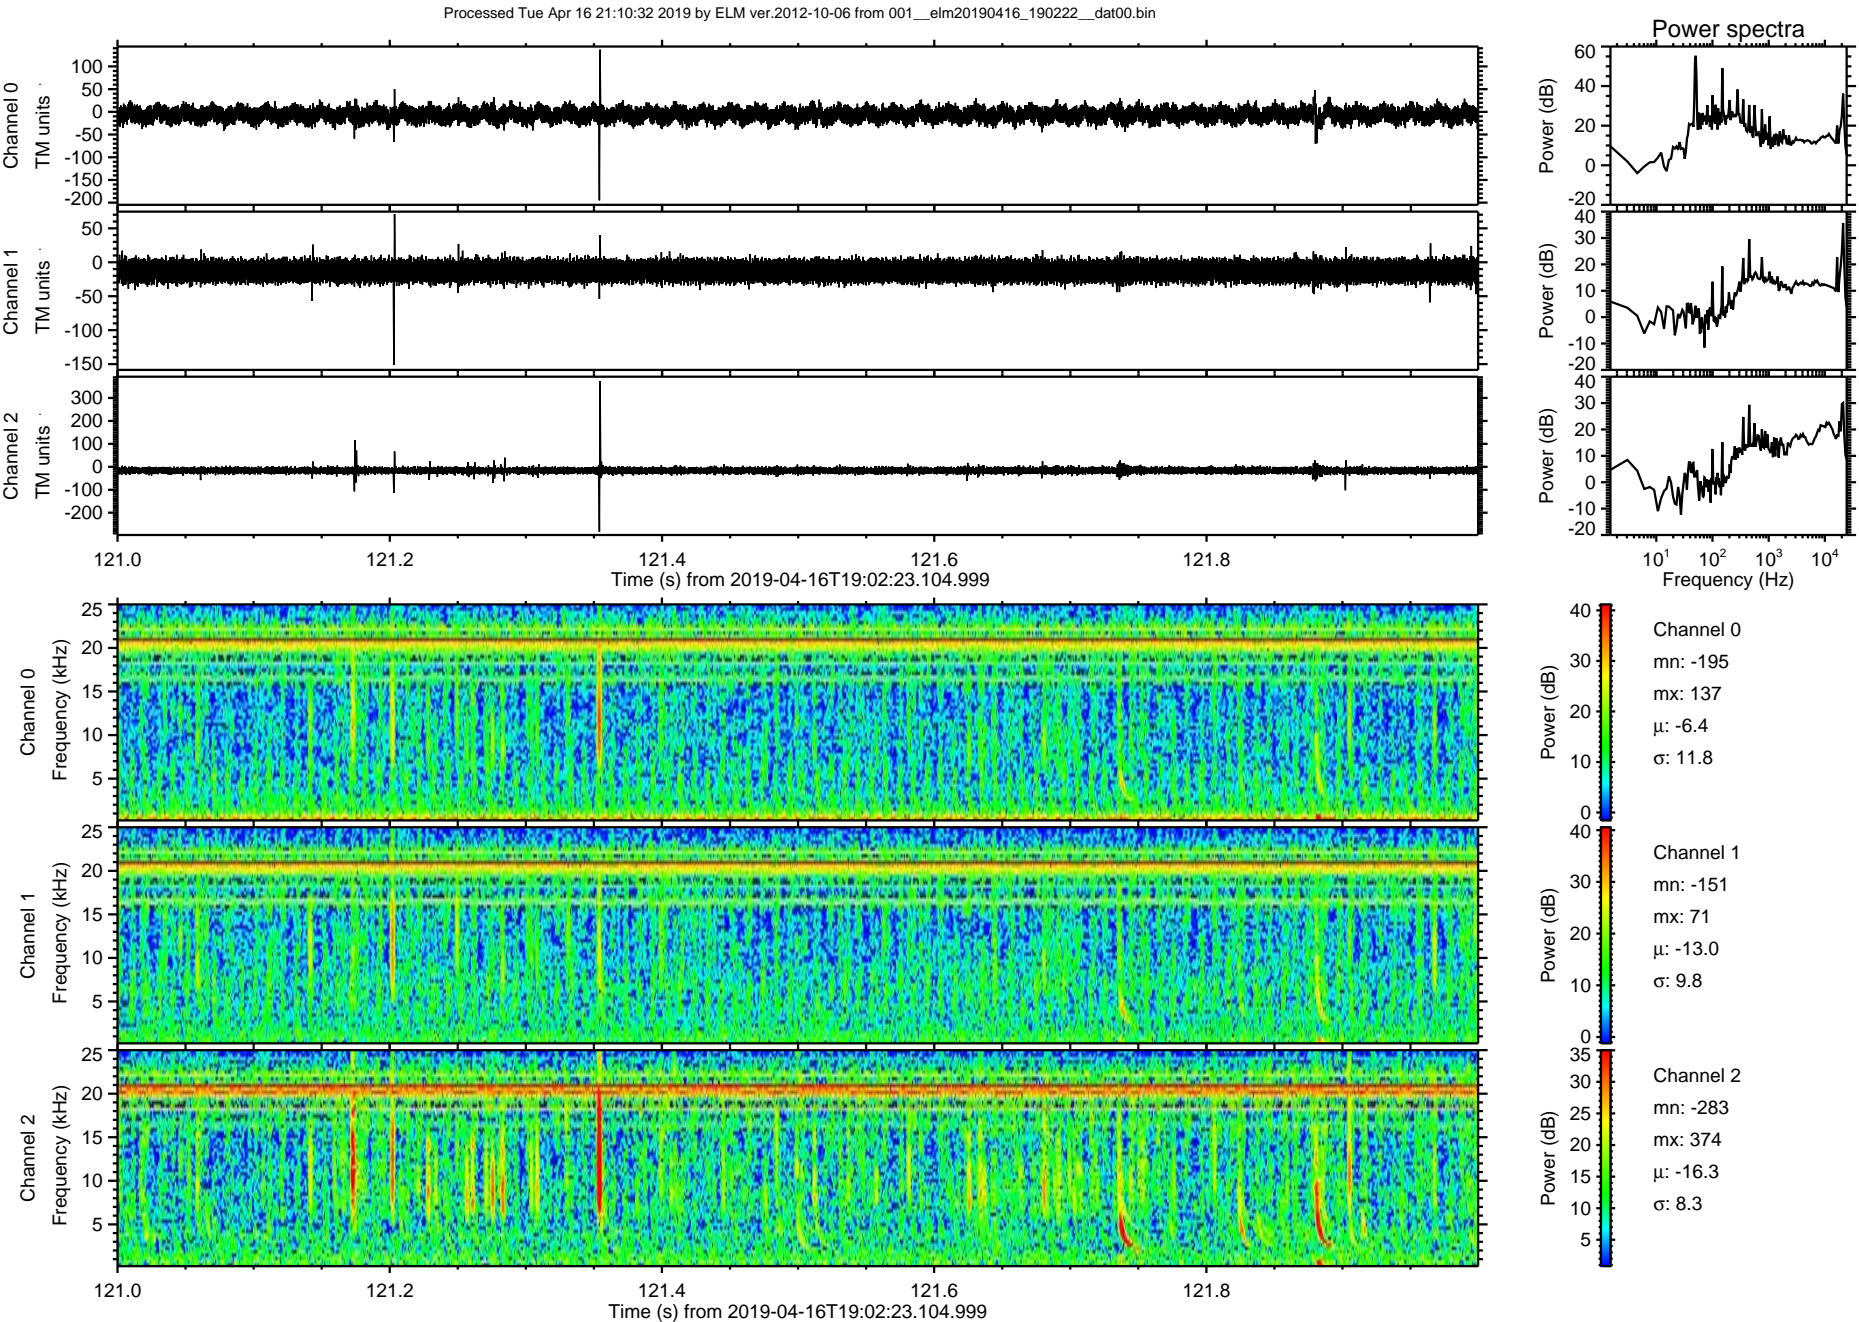 Processed Tue Apr 16 21:10:32 2019 by ELM ver.2012-10-06 from 001__elm20190416_190222__dat00.bin
Power spectra
Channel 0
TM units
100
50
0
-50
-100
-150
-200
Power (dB)
60
40
20
0
-20
Channel 1
TM units
50
0
-50
-100
-150
Power (dB)
40
30
20
10
0
-10
-20
Channel 2
TM units
300
200
100
0
-100
-200
Power (dB)
40
30
20
10
0
-10
-20
121.0 121.2 121.4 121.6 121.8
Time (s) from 2019-04-16T19:02:23.104.999
10^1 10^2 10^3 10^4
Frequency (Hz)
Channel 0
Frequency (kHz)
25
20
15
10
5
Power (dB)
40
30
20
10
0
Channel 0
mn: -195
mx: 137
µ: -6.4
σ: 11.8
Channel 1
Frequency (kHz)
25
20
15
10
5
Power (dB)
40
30
20
10
0
Channel 1
mn: -151
mx: 71
µ: -13.0
σ: 9.8
Channel 2
Frequency (kHz)
25
20
15
10
5
Power (dB)
35
30
25
20
15
10
5
Channel 2
mn: -283
mx: 374
µ: -16.3
σ: 8.3
121.0 121.2 121.4 121.6 121.8
Time (s) from 2019-04-16T19:02:23.104.999